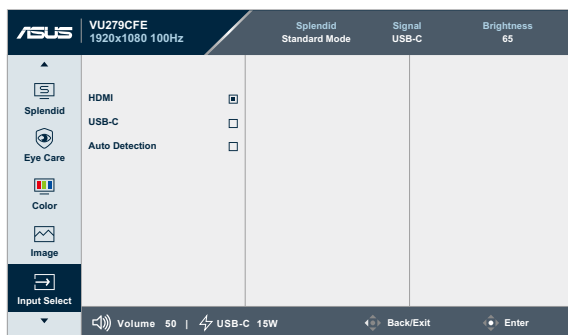 ASUS
VU279CFE
1920x1080 100Hz
Splendid
Standard Mode
Signal
USB-C
Brightness
65
Splendid
Eye Care
Color
Image
Input Select
HDMI
USB-C
Auto Detection
Volume 50 | USB-C 15W
Back/Exit
Enter